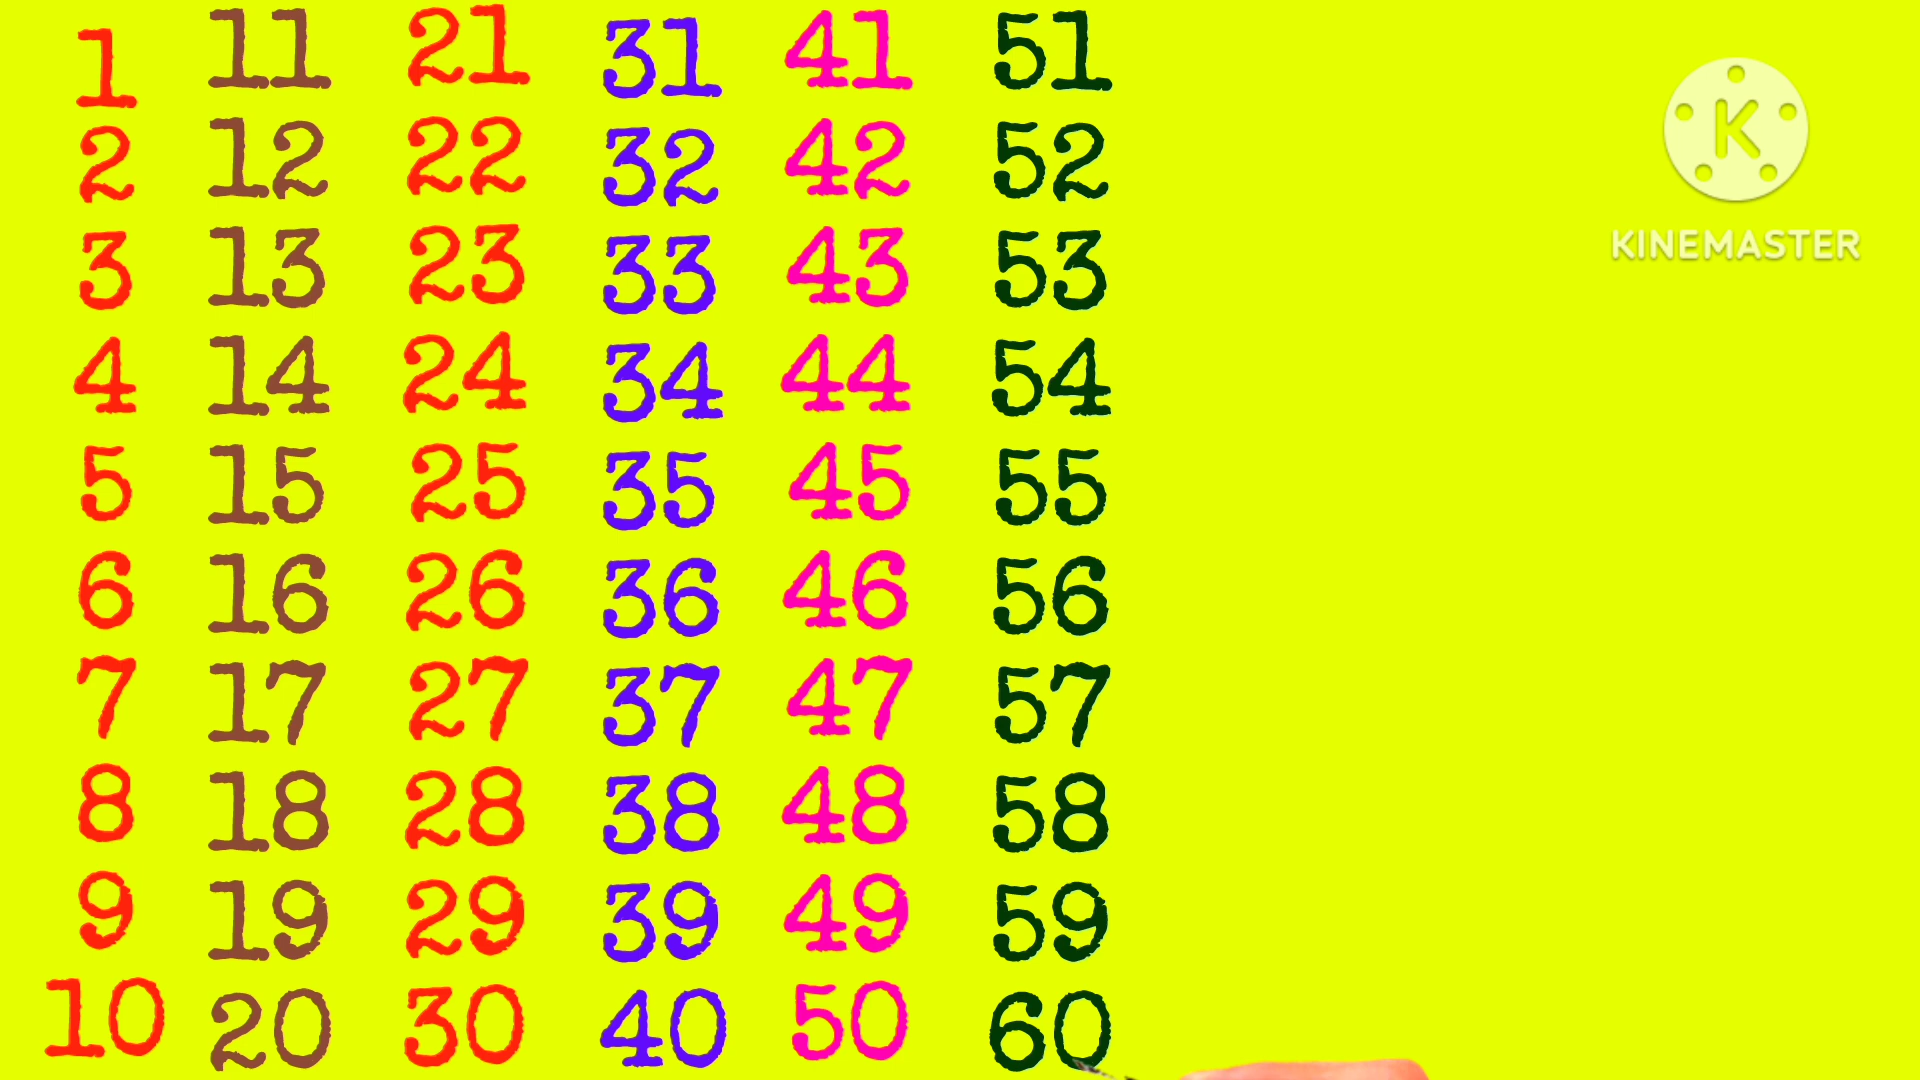 1 11 21 31 41 51
2 12 22 32 42 52
3 13 23 33 43 53
4 14 24 34 44 54
5 15 25 35 45 55
6 16 26 36 46 56
7 17 27 37 47 57
8 18 28 38 48 58
9 19 29 39 49 59
10 20 30 40 50 60
K
KINEMASTER